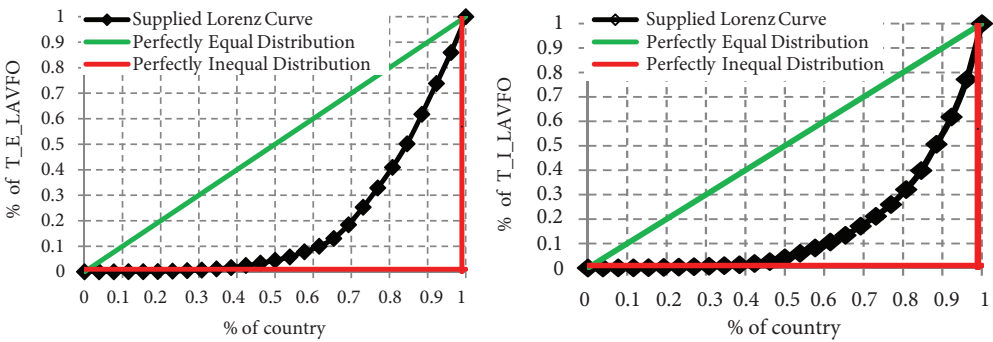 Supplied Lorenz Curve
Perfectly Equal Distribution
Perfectly Inequal Distribution
1
0.9
0.8
0.7
0.6
0.5
0.4
0.3
0.2
0.1
0
% of T_E_LAVFO
0 0.1 0.2 0.3 0.4 0.5 0.6 0.7 0.8 0.9 1
% of country
Supplied Lorenz Curve
Perfectly Equal Distribution
Perfectly Inequal Distribution
1
0.9
0.8
0.7
0.6
0.5
0.4
0.3
0.2
0.1
0
% of T_I_LAVFO
0 0.1 0.2 0.3 0.4 0.5 0.6 0.7 0.8 0.9 1
% of country